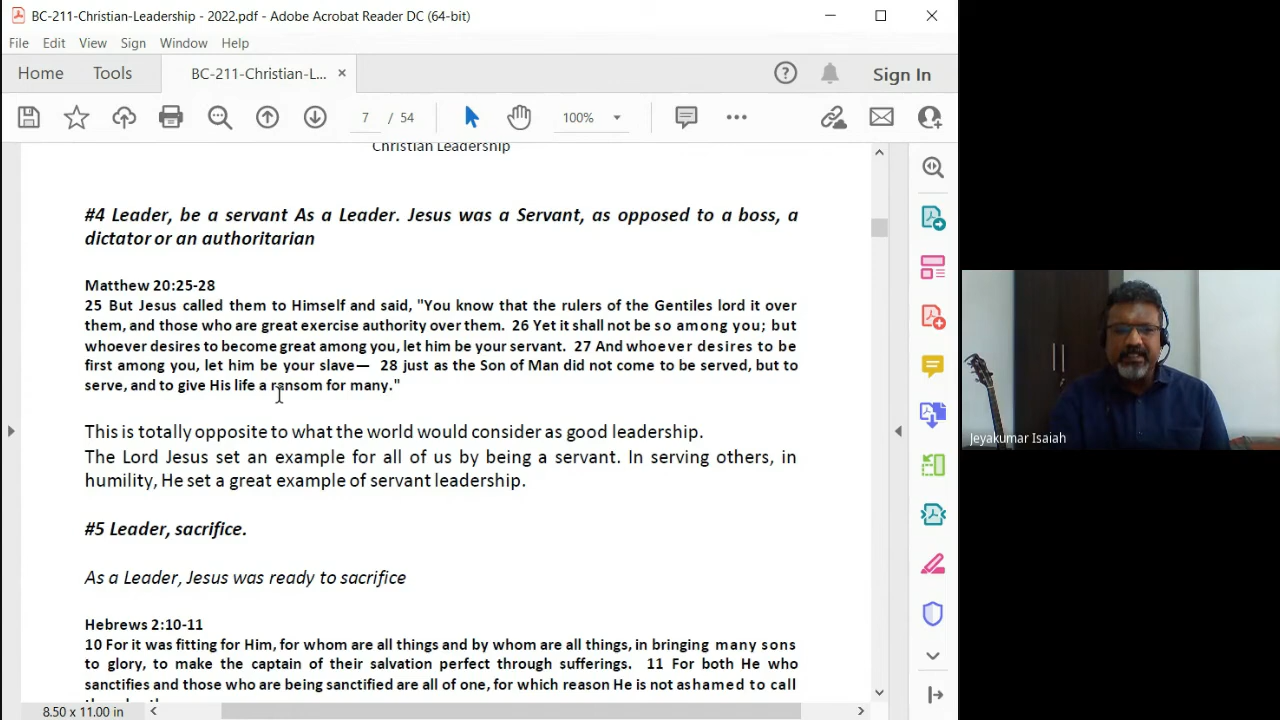 BC-211-Christian-Leadership - 2022.pdf - Adobe Acrobat Reader DC (64-bit)
File Edit View Sign Window Help
Home Tools BC-211-Christian-L... × Sign In
7 / 54 100%
Christian Leadership
#4 Leader, be a servant As a Leader. Jesus was a Servant, as opposed to a boss, a
dictator or an authoritarian
Matthew 20:25-28
25 But Jesus called them to Himself and said, "You know that the rulers of the Gentiles lord it over
them, and those who are great exercise authority over them. 26 Yet it shall not be so among you; but
whoever desires to become great among you, let him be your servant. 27 And whoever desires to be
first among you, let him be your slave— 28 just as the Son of Man did not come to be served, but to
serve, and to give His life a ransom for many."
This is totally opposite to what the world would consider as good leadership.
The Lord Jesus set an example for all of us by being a servant. In serving others, in
humility, He set a great example of servant leadership.
#5 Leader, sacrifice.
As a Leader, Jesus was ready to sacrifice
Hebrews 2:10-11
10 For it was fitting for Him, for whom are all things and by whom are all things, in bringing many sons
to glory, to make the captain of their salvation perfect through sufferings. 11 For both He who
sanctifies and those who are being sanctified are all of one, for which reason He is not ashamed to call
8.50 x 11.00 in
Jeyakumar Isaiah